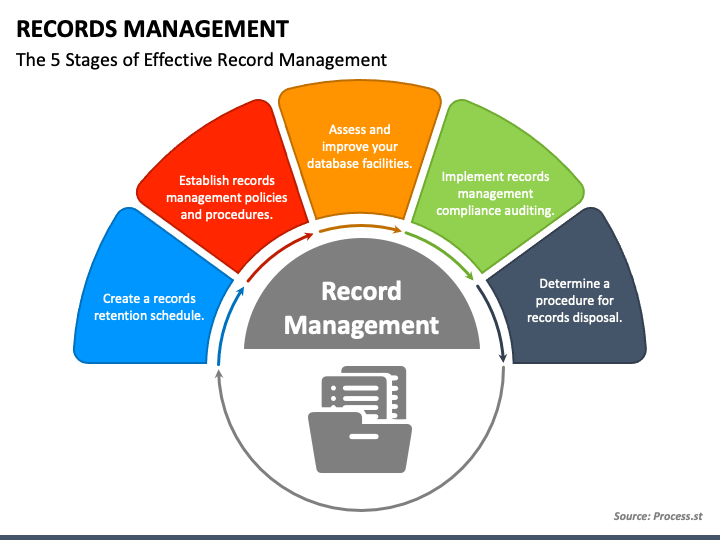 RECORDS MANAGEMENT
The 5 Stages of Effective Record Management
Create a records
retention schedule.
Establish records
management policies
and procedures.
Assess and
improve your
database facilities.
Implement records
management
compliance auditing.
Determine a
procedure for
records disposal.
Record
Management
Source: Process.st